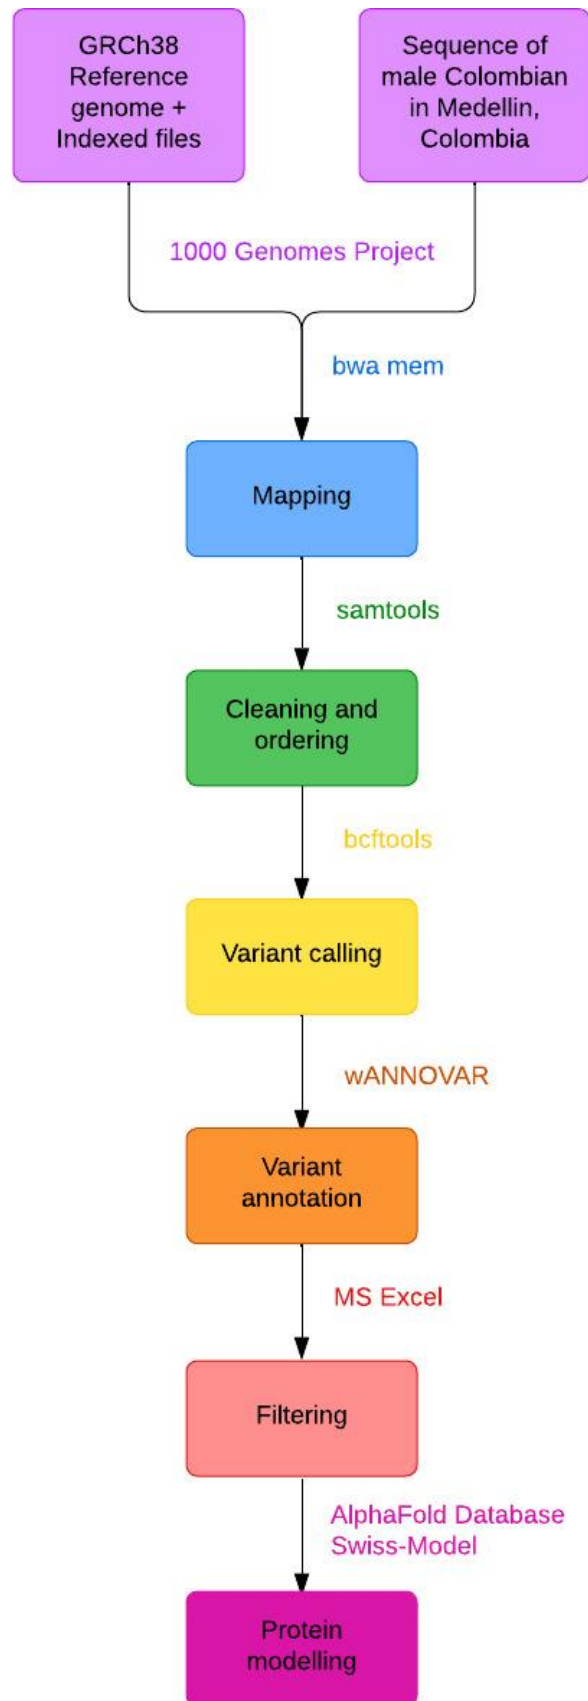 GRCh38
Reference
genome +
Indexed files
Sequence of
male Colombian
in Medellin,
Colombia
1000 Genomes Project
bwa mem
Mapping
samtools
Cleaning and
ordering
bcftools
Variant calling
wANNOVAR
Variant
annotation
MS Excel
Filtering
AlphaFold Database
Swiss-Model
Protein
modelling